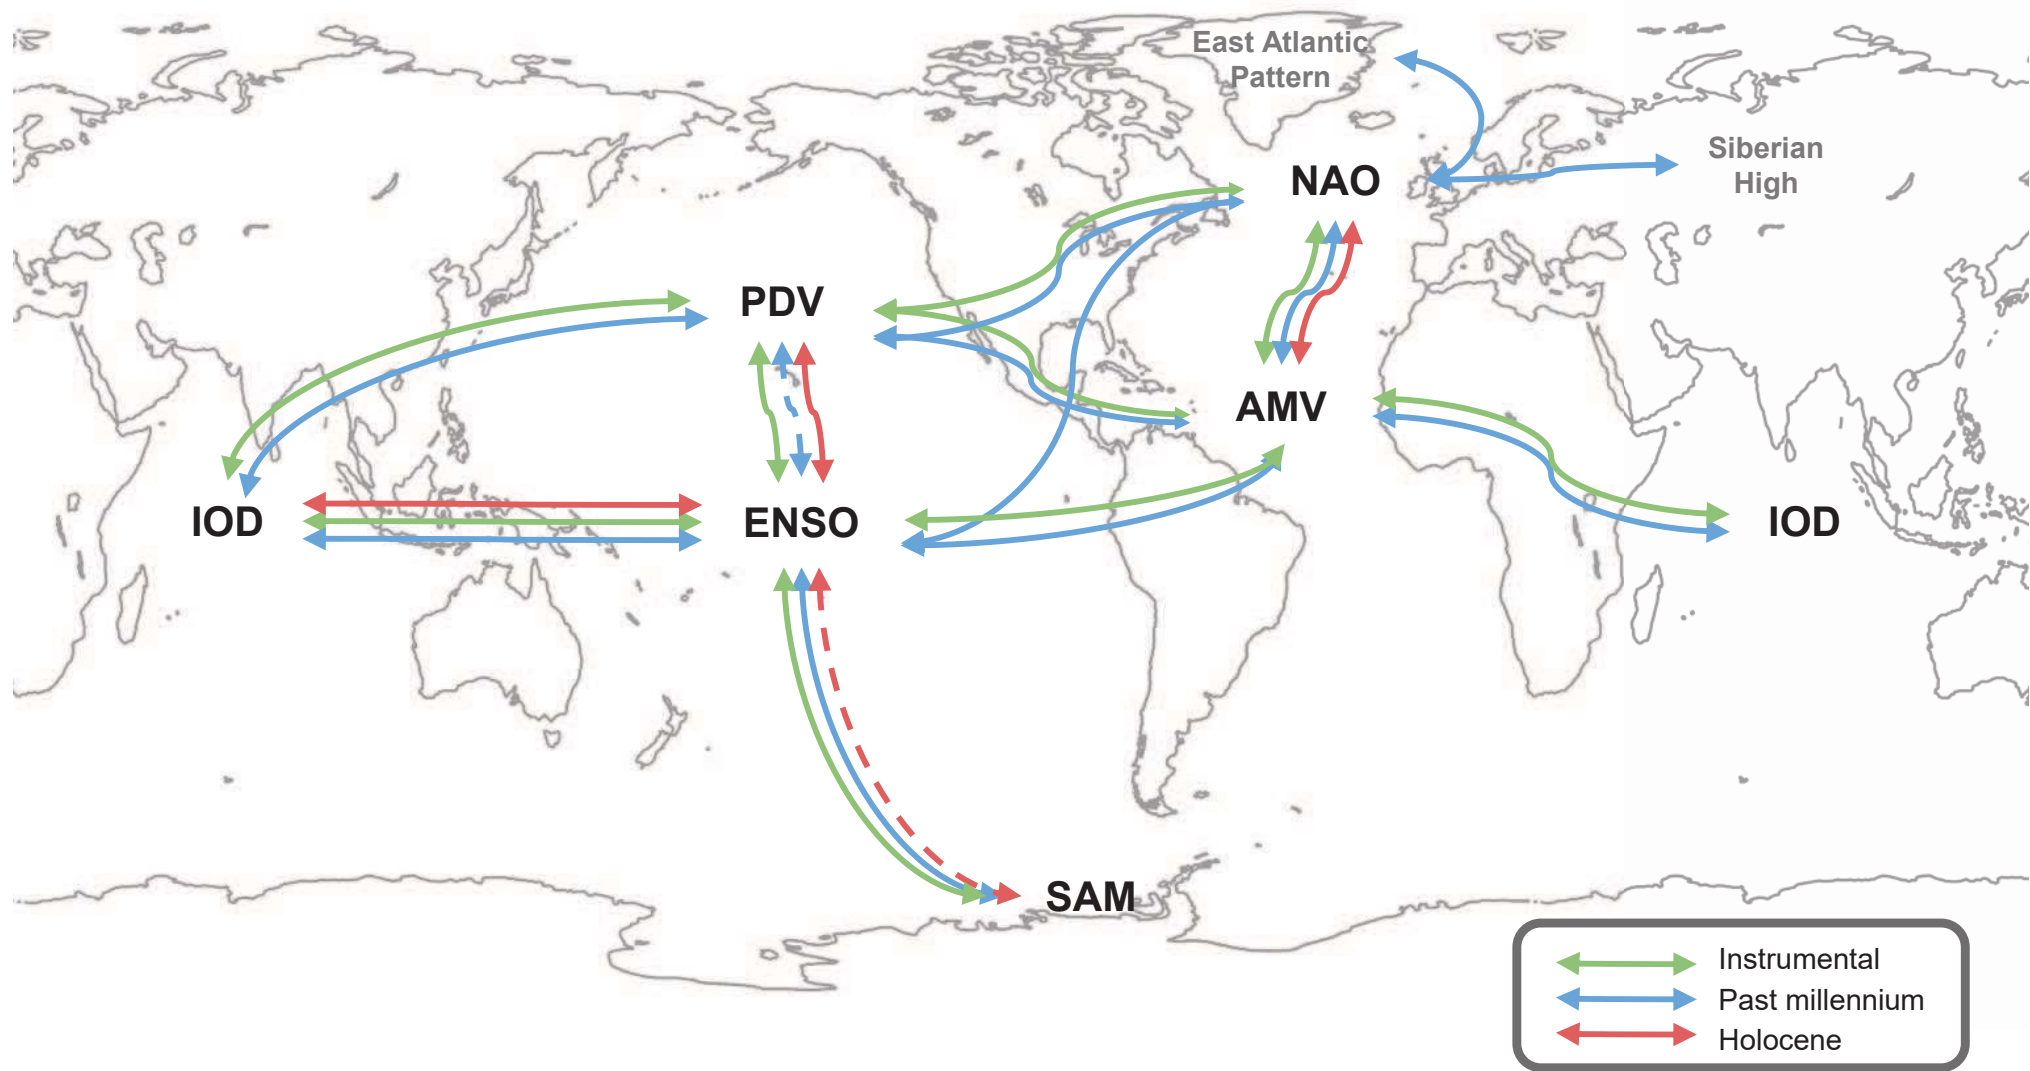 East Atlantic
Pattern
Siberian
High
NAO
PDV
AMV
IOD
ENSO
IOD
SAM
Instrumental
Past millennium
Holocene